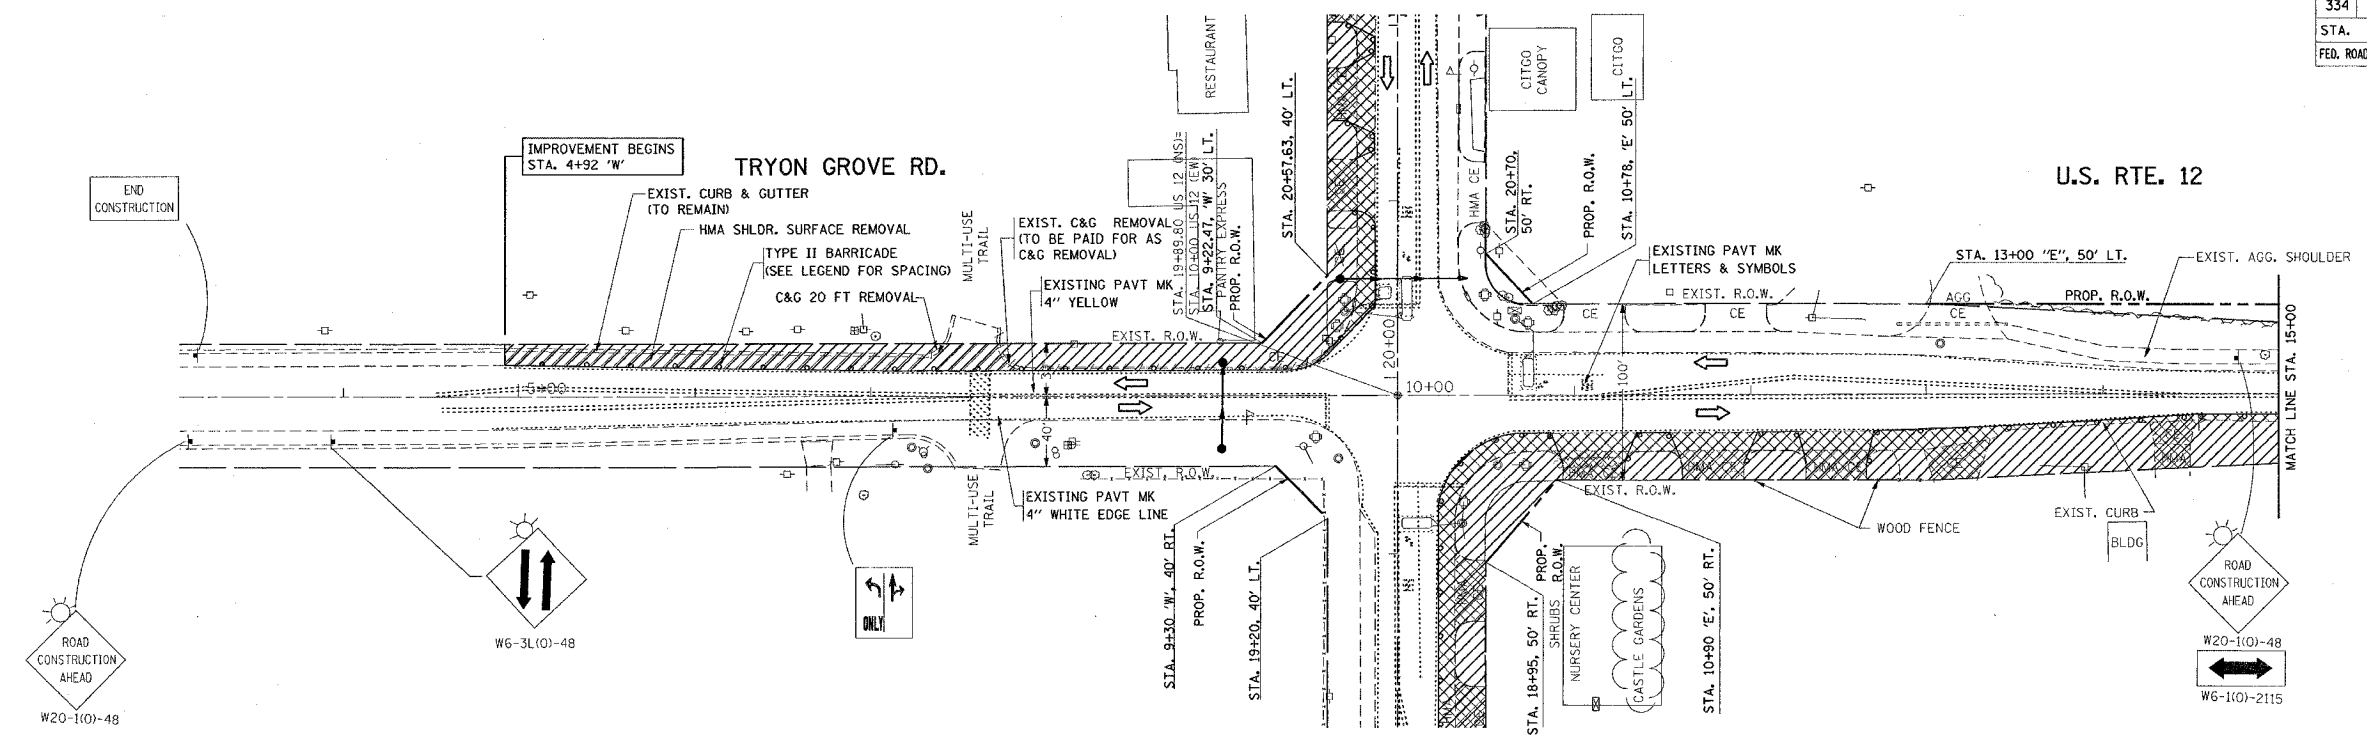 334
STA.
FED. ROAD
RESTAURANT
CITGO
CANOPY
CITGO
IMPROVEMENT BEGINS
STA. 4+92 'W'
TRYON GROVE RD.
U.S. RTE. 12
END
CONSTRUCTION
EXIST. CURB & GUTTER
(TO REMAIN)
HMA SHLDR. SURFACE REMOVAL
TYPE II BARRICADE
(SEE LEGEND FOR SPACING)
C&G 20 FT REMOVAL
MULTI-USE
TRAIL
EXIST. C&G REMOVAL
(TO BE PAID FOR AS
C&G REMOVAL)
EXISTING PAVT MK
4" YELLOW
STA. 19+89.80 US 12 (NS)=
STA. 10+00 US 12 (EW)
STA. 9+22.47, 'W' 30' LT.
PANTRY EXPRESS
PROP. R.O.W.
STA. 20+57.63, 40' LT.
HMA CE
STA. 20+70,
50' RT.
PROP. R.O.W.
STA. 10+78, 'E' 50' LT.
EXISTING PAVT MK
LETTERS & SYMBOLS
EXIST. R.O.W.
STA. 13+00 "E", 50' LT.
EXIST. AGG. SHOULDER
AGG
CE
PROP. R.O.W.
CE
CE
EXIST. R.O.W.
CE
5+00
20+00
10+00
100'
40'
MATCH LINE STA. 15+00
EXIST. R.O.W.
MULTI-USE
TRAIL
EXISTING PAVT MK
4" WHITE EDGE LINE
HMA CE
EXIST. R.O.W.
WOOD FENCE
EXIST. CURB
BLDG
STA. 9+30 'W', 40' RT.
PROP. R.O.W.
STA. 19+20, 40' LT.
STA. 18+95, 50' RT.
PROP.
R.O.W.
SHRUBS
NURSERY CENTER
CASTLE GARDENS
STA. 10+90 'E', 50' RT.
ROAD
CONSTRUCTION
AHEAD
W20-1(O)-48
W6-3L(O)-48
ONLY
ROAD
CONSTRUCTION
AHEAD
W20-1(O)-48
W6-1(O)-2115